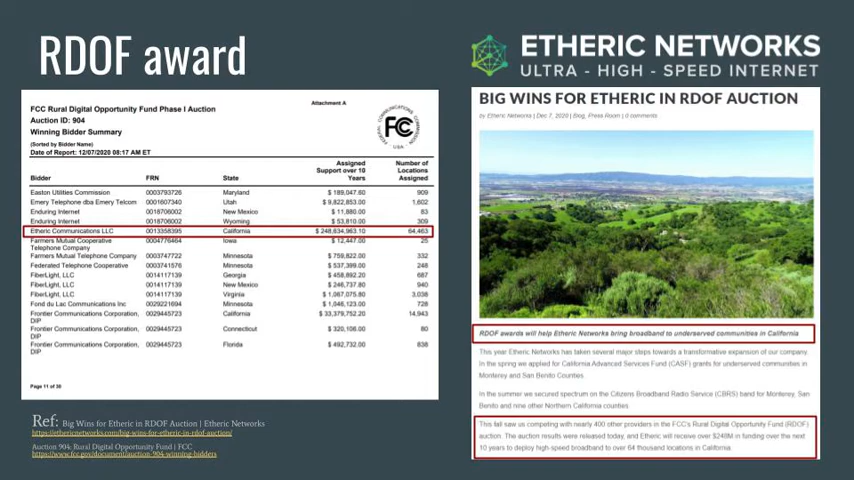 RDOF award
Attachment A
FCC Rural Digital Opportunity Fund Phase I Auction
Auction ID: 904
Winning Bidder Summary
(Sorted by Bidder Name)
Date of Report: 12/07/2020 08:17 AM ET
FCC
Bidder FRN State Assigned Support over 10 Years Number of Locations Assigned
Easton Utilities Commission 0003793726 Maryland $ 189,047.60 909
Emery Telephone dba Emery Telcom 0001607340 Utah $ 9,822,853.00 1,602
Enduring Internet 0018706002 New Mexico $ 11,880.00 83
Enduring Internet 0018706002 Wyoming $ 53,810.00 309
Etheric Communications LLC 0013358395 California $ 248,634,963.10 64,463
Farmers Mutual Cooperative 0004776464 Iowa $ 12,447.00 25
Telephone Company
Farmers Mutual Telephone Company 0003747722 Minnesota $ 759,822.00 332
Federated Telephone Cooperative 0003741576 Minnesota $ 537,399.00 248
FiberLight, LLC 0014117139 Georgia $ 458,892.20 687
FiberLight, LLC 0014117139 New Mexico $ 246,737.80 940
FiberLight, LLC 0014117139 Virginia $ 1,067,075.80 3,038
Fond du Lac Communications Inc 0029221694 Minnesota $ 1,046,123.00 728
Frontier Communications Corporation, 0029445723 California $ 33,379,752.20 14,943
DIP
Frontier Communications Corporation, 0029445723 Connecticut $ 320,106.00 80
DIP
Frontier Communications Corporation, 0029445723 Florida $ 492,732.00 838
DIP
Page 11 of 36
Ref: Big Wins for Etheric in RDOF Auction | Etheric Networks
https://ethericnetworks.com/big-wins-for-etheric-in-rdof-auction/
Auction 904: Rural Digital Opportunity Fund | FCC
https://www.fcc.gov/document/auction-904-winning-bidders
ETHERIC NETWORKS
ULTRA - HIGH - SPEED INTERNET
BIG WINS FOR ETHERIC IN RDOF AUCTION
by Etheric Networks | Dec 7, 2020 | Blog, Press Room | 0 comments
RDOF awards will help Etheric Networks bring broadband to underserved communities in California
This year Etheric Networks has taken several major steps towards a transformative expansion of our company.
In the spring we applied for California Advanced Services Fund (CASF) grants for underserved communities in
Monterey and San Benito Counties.
In the summer we secured spectrum on the Citizens Broadband Radio Service (CBRS) band for Monterey, San
Benito and nine other Northern California counties.
This fall saw us competing with nearly 400 other providers in the FCC's Rural Digital Opportunity Fund (RDOF)
auction. The auction results were released today, and Etheric will receive over $248M in funding over the next
10 years to deploy high-speed broadband to over 64 thousand locations in California.